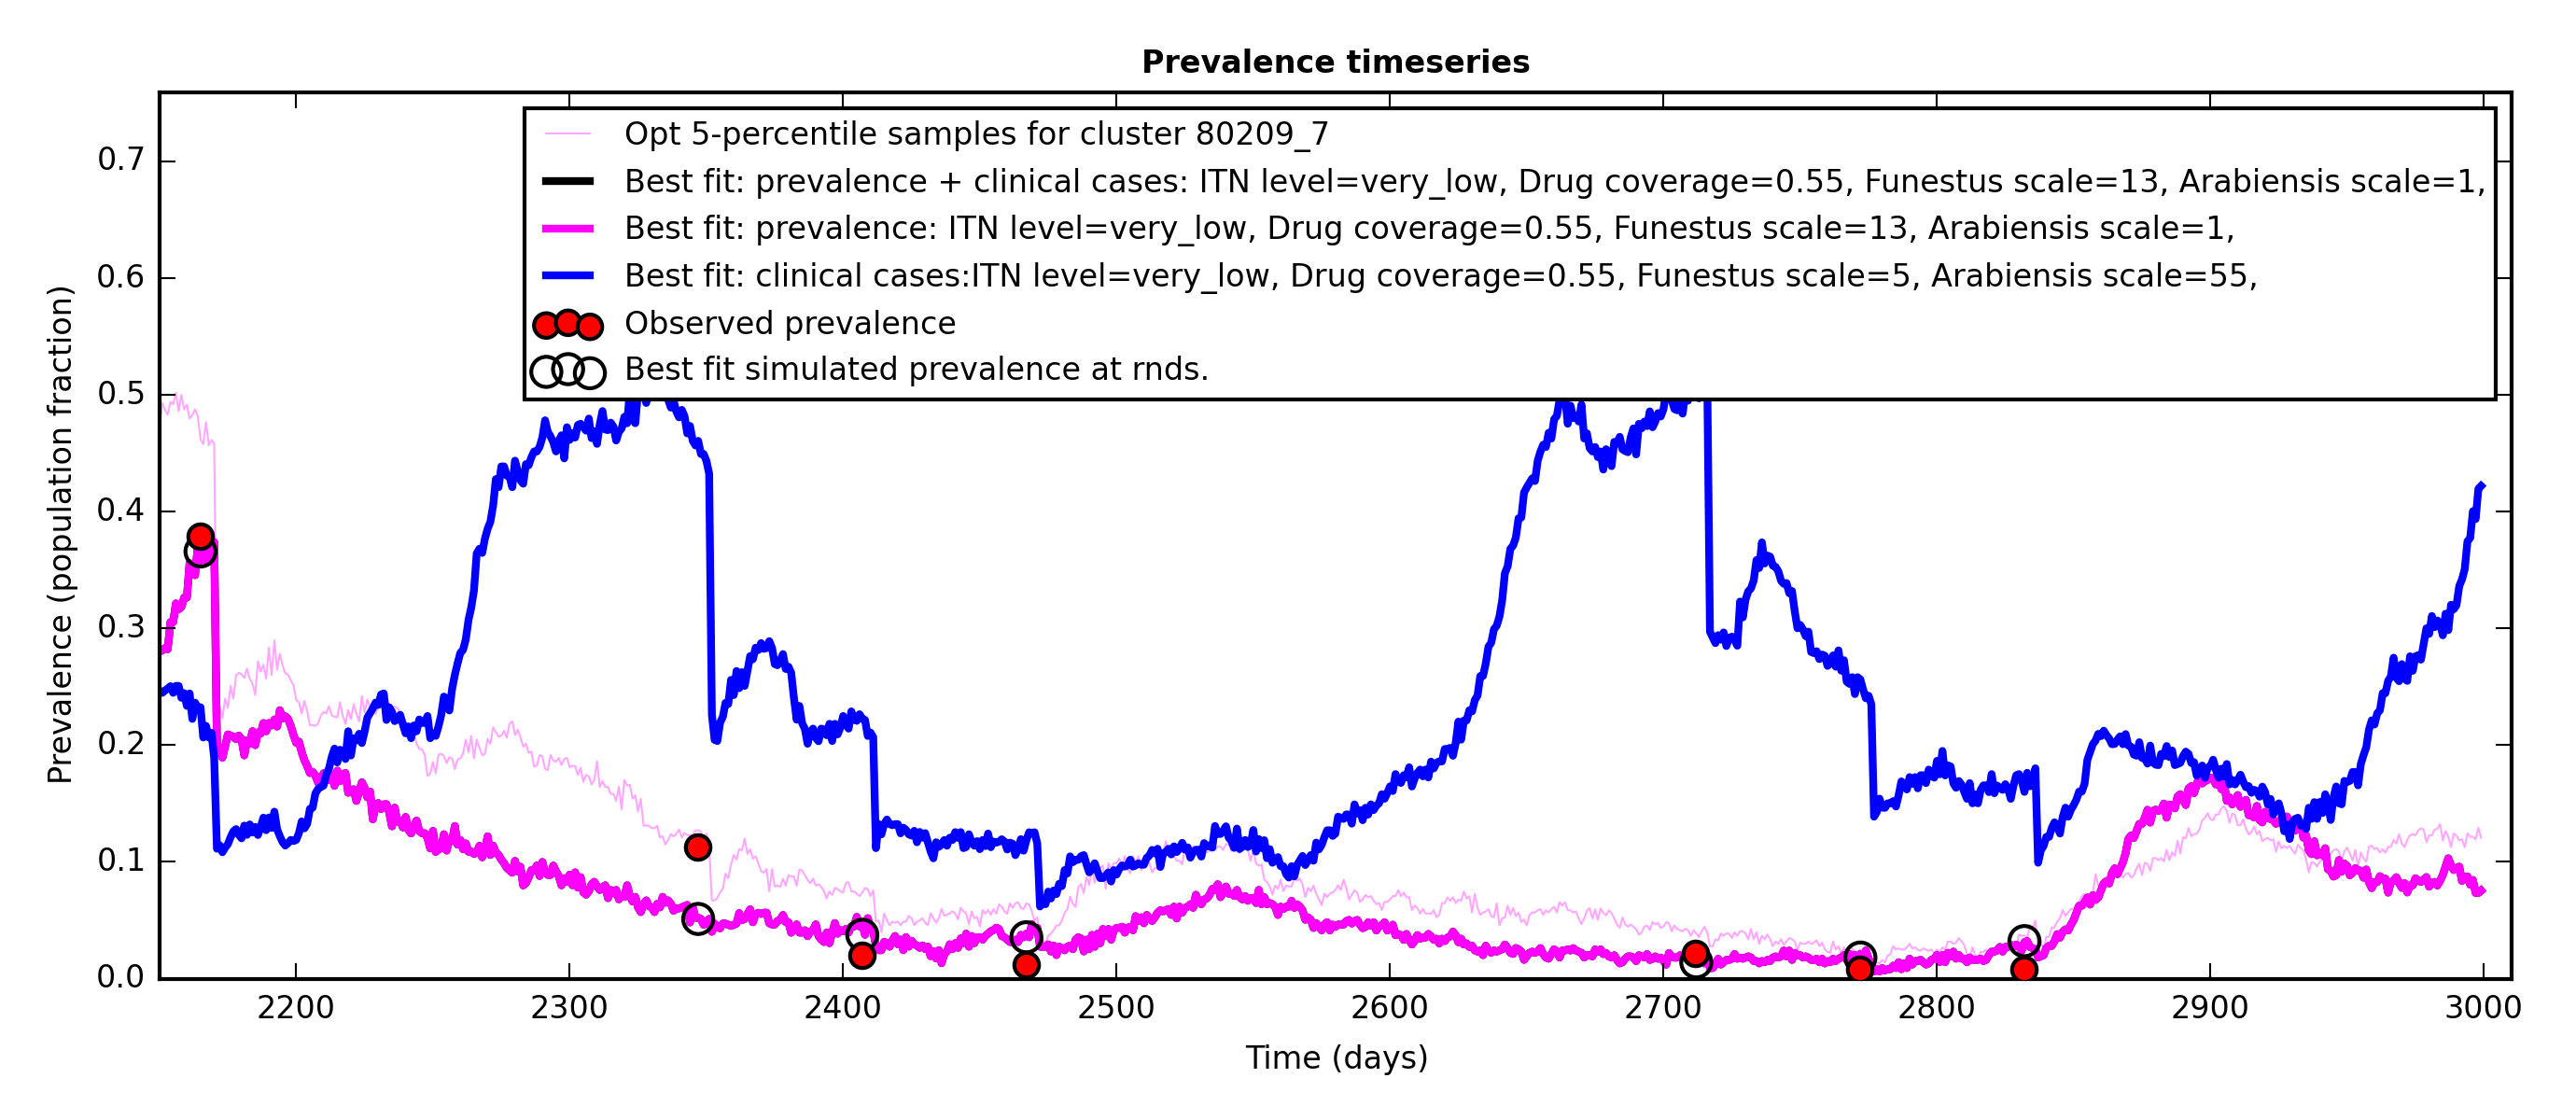 Prevalence timeseries
Opt 5-percentile samples for cluster 80209_7
Best fit: prevalence + clinical cases: ITN level=very_low, Drug coverage=0.55, Funestus scale=13, Arabiensis scale=1,
Best fit: prevalence: ITN level=very_low, Drug coverage=0.55, Funestus scale=13, Arabiensis scale=1,
Best fit: clinical cases:ITN level=very_low, Drug coverage=0.55, Funestus scale=5, Arabiensis scale=55,
Observed prevalence
Best fit simulated prevalence at rnds.
Prevalence (population fraction)
0.7
0.6
0.5
0.4
0.3
0.2
0.1
0.0
2200 2300 2400 2500 2600 2700 2800 2900 3000
Time (days)